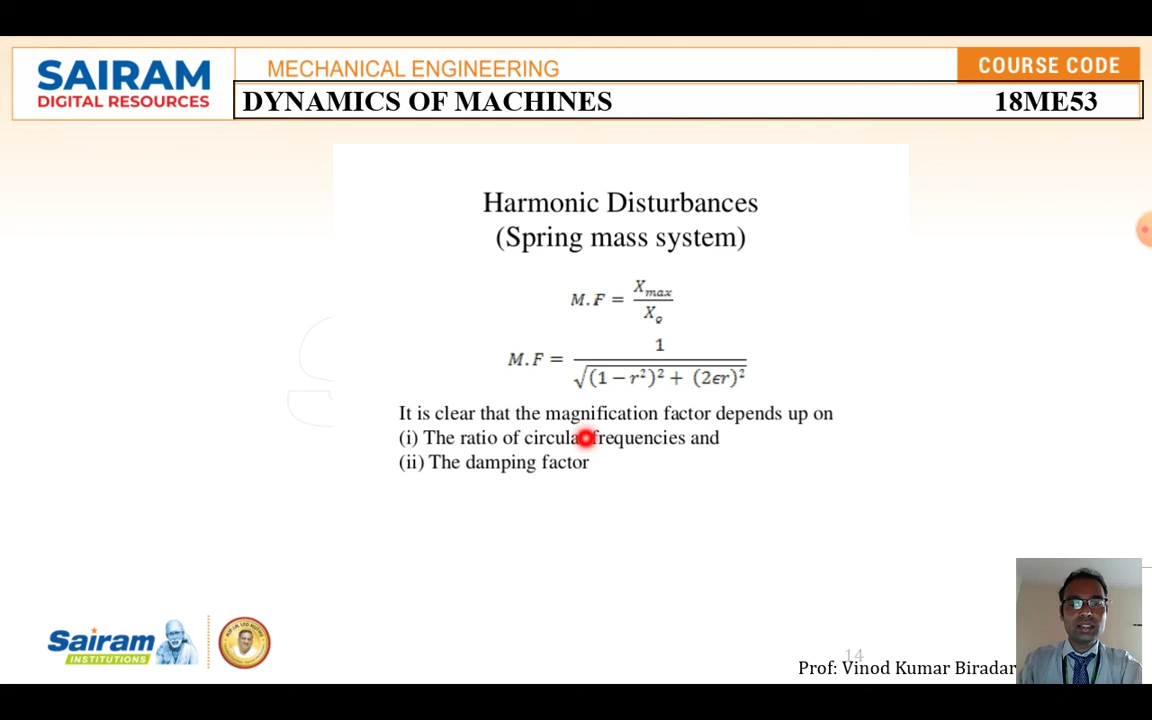 SAIRAM
DIGITAL RESOURCES
MECHANICAL ENGINEERING
COURSE CODE
DYNAMICS OF MACHINES
18ME53
Harmonic Disturbances
(Spring mass system)
M.F = X_max / X_o
M.F = 1 / √((1 − r²)² + (2ϵr)²)
It is clear that the magnification factor depends up on
(i) The ratio of circular frequencies and
(ii) The damping factor
Sairam
INSTITUTIONS
14
Prof: Vinod Kumar Biradar